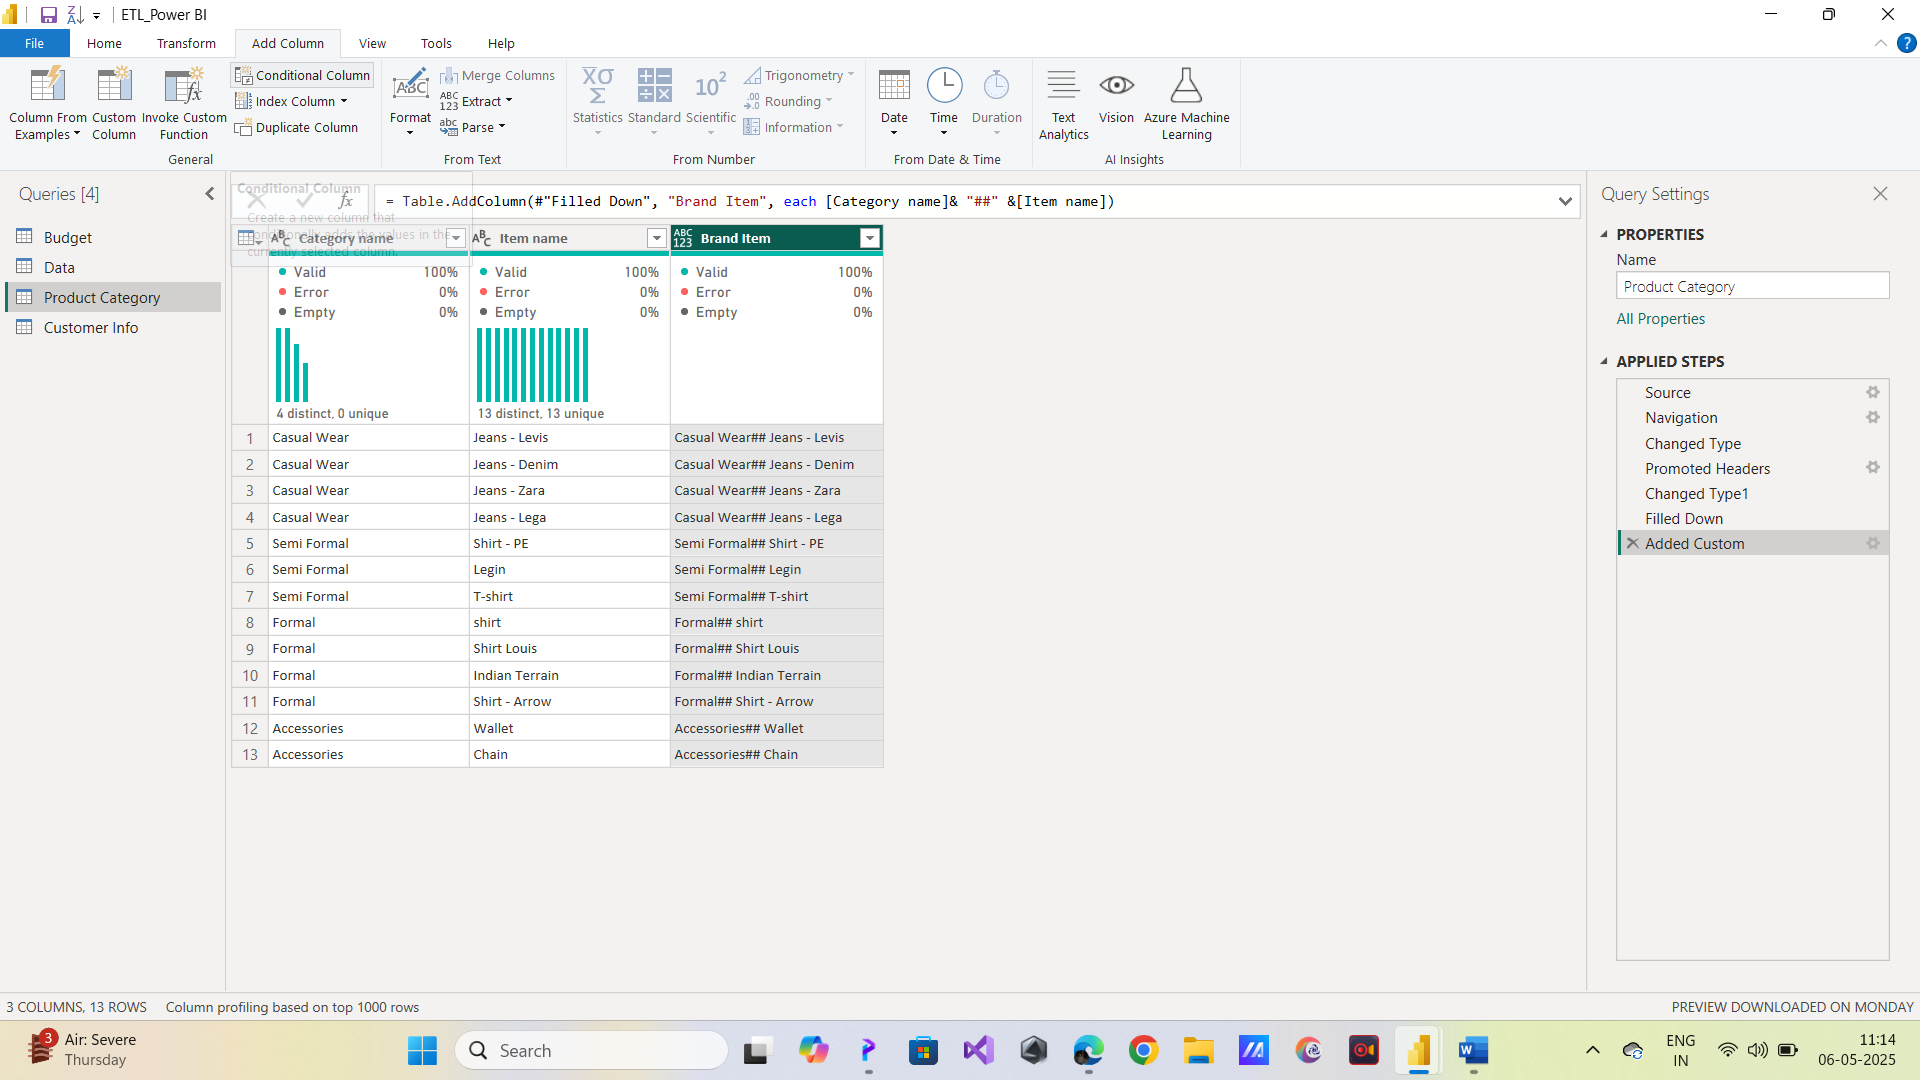 ETL_Power BI
File Home Transform Add Column View Tools Help
Column From Examples
Custom Column
Invoke Custom Function
Conditional Column
Index Column
Duplicate Column
General
Format
Merge Columns
Extract
Parse
From Text
Statistics
Standard
Scientific
Trigonometry
Rounding
Information
From Number
Date
Time
Duration
From Date & Time
Text Analytics
Vision
Azure Machine Learning
AI Insights
Queries [4]
Budget
Data
Product Category
Customer Info
Conditional Column
Create a new column that
conditionally adds the values in the
currently selected column.
= Table.AddColumn(#"Filled Down", "Brand Item", each [Category name]& "##" &[Item name])
Category name Item name Brand Item
Valid 100% Valid 100% Valid 100%
Error 0% Error 0% Error 0%
Empty 0% Empty 0% Empty 0%
4 distinct, 0 unique 13 distinct, 13 unique
1 Casual Wear Jeans - Levis Casual Wear## Jeans - Levis
2 Casual Wear Jeans - Denim Casual Wear## Jeans - Denim
3 Casual Wear Jeans - Zara Casual Wear## Jeans - Zara
4 Casual Wear Jeans - Lega Casual Wear## Jeans - Lega
5 Semi Formal Shirt - PE Semi Formal## Shirt - PE
6 Semi Formal Legin Semi Formal## Legin
7 Semi Formal T-shirt Semi Formal## T-shirt
8 Formal shirt Formal## shirt
9 Formal Shirt Louis Formal## Shirt Louis
10 Formal Indian Terrain Formal## Indian Terrain
11 Formal Shirt - Arrow Formal## Shirt - Arrow
12 Accessories Wallet Accessories## Wallet
13 Accessories Chain Accessories## Chain
Query Settings
PROPERTIES
Name
Product Category
All Properties
APPLIED STEPS
Source
Navigation
Changed Type
Promoted Headers
Changed Type1
Filled Down
Added Custom
3 COLUMNS, 13 ROWS Column profiling based on top 1000 rows
PREVIEW DOWNLOADED ON MONDAY
3
Air: Severe
Thursday
Search
ENG
IN
11:14
06-05-2025